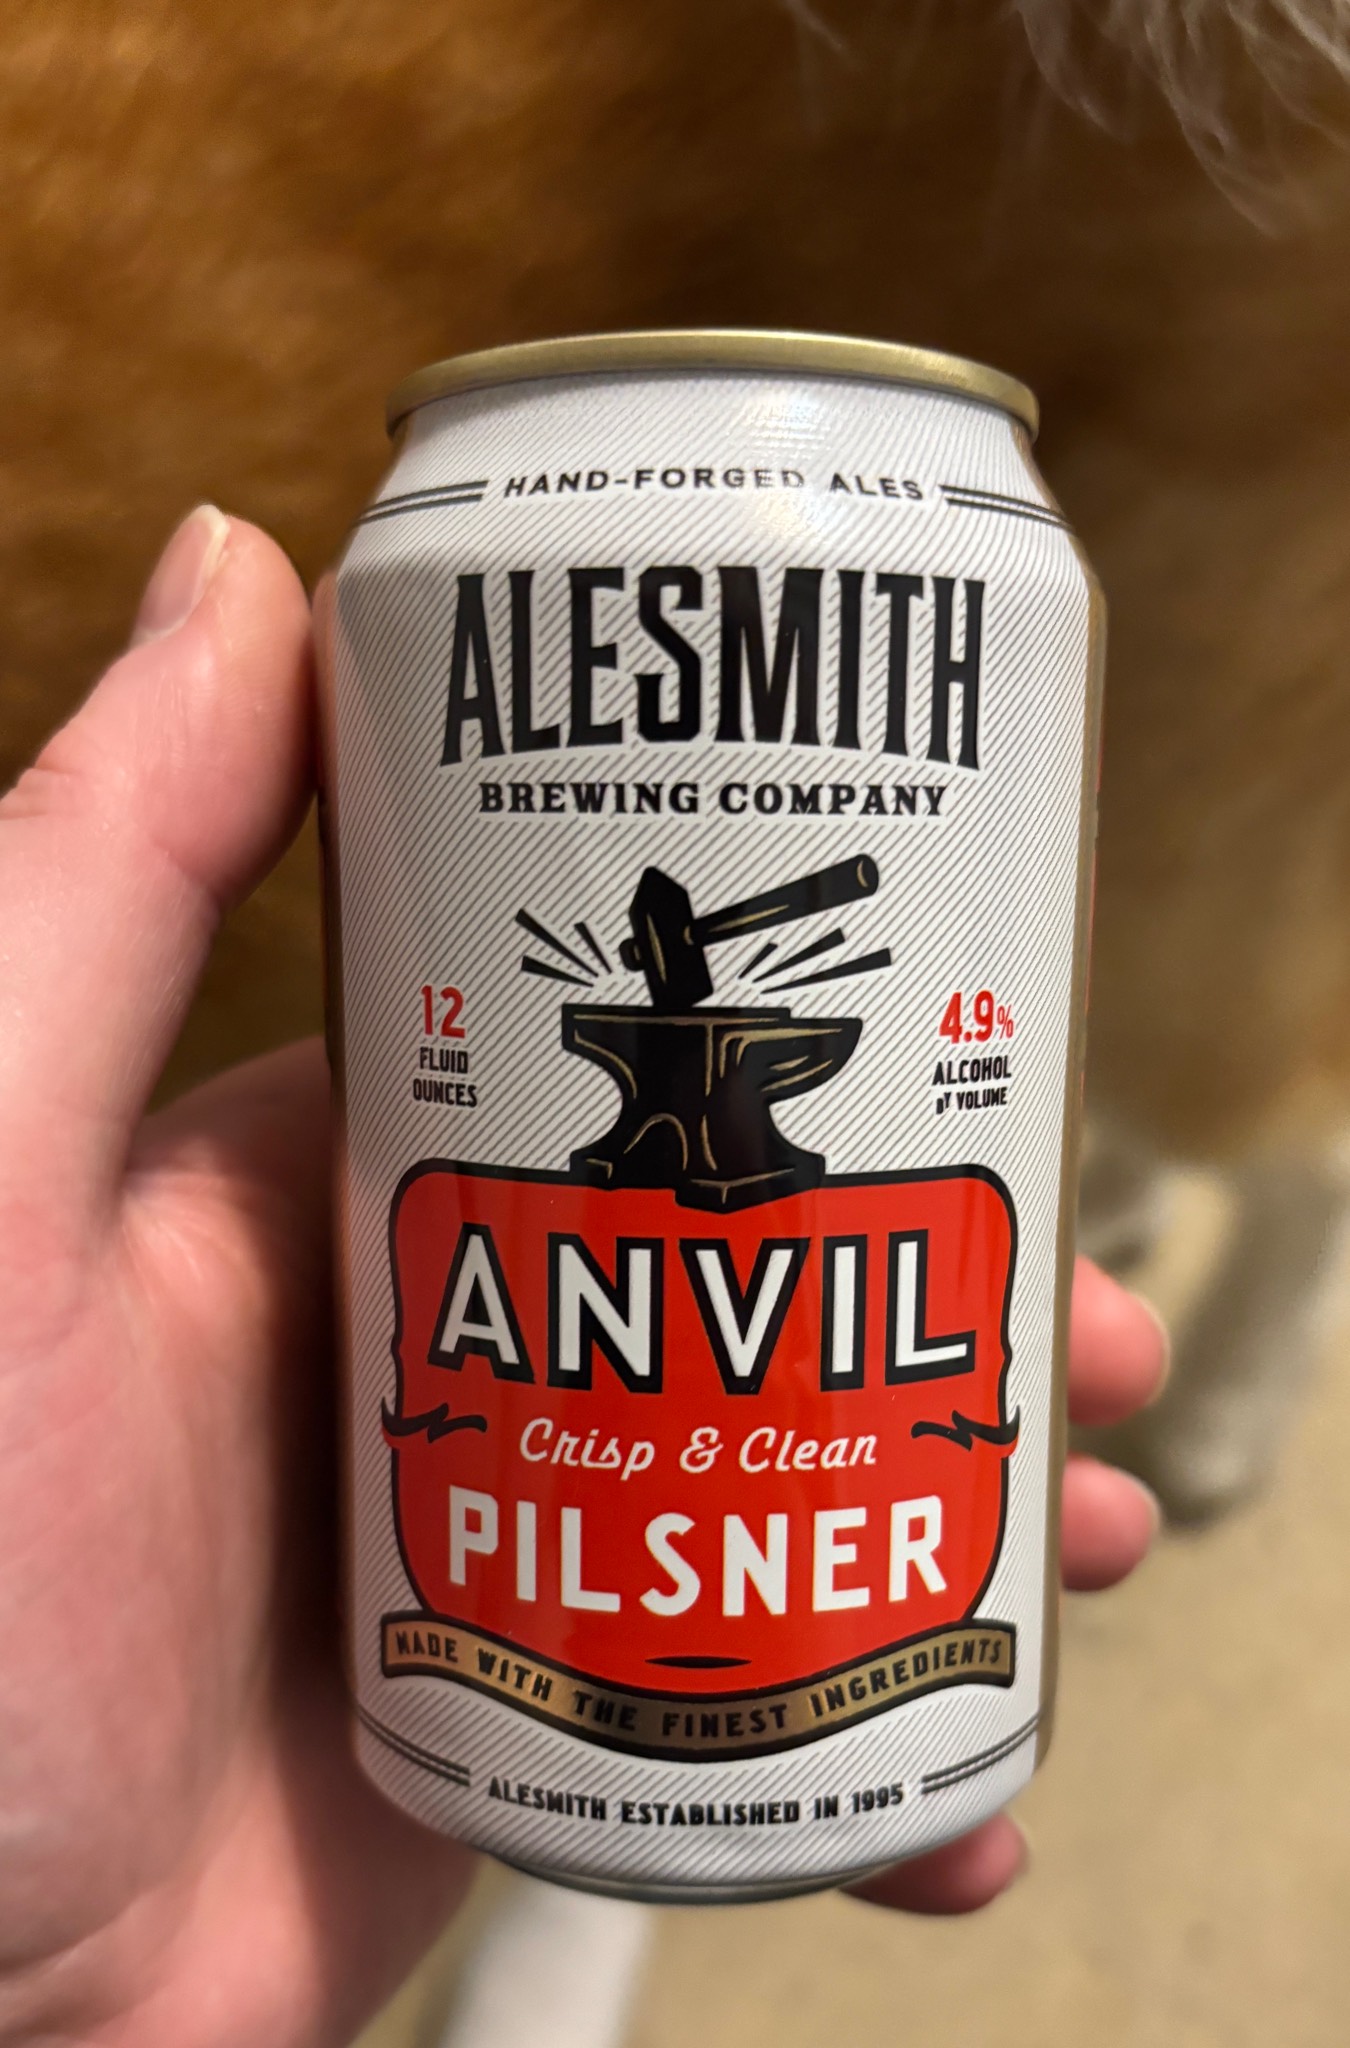 HAND-FORGED ALES
ALESMITH
BREWING COMPANY
12
FLUID
OUNCES
4.9%
ALCOHOL
BY VOLUME
ANVIL
Crisp & Clean
PILSNER
MADE WITH THE FINEST INGREDIENTS
ALESMITH ESTABLISHED IN 1995